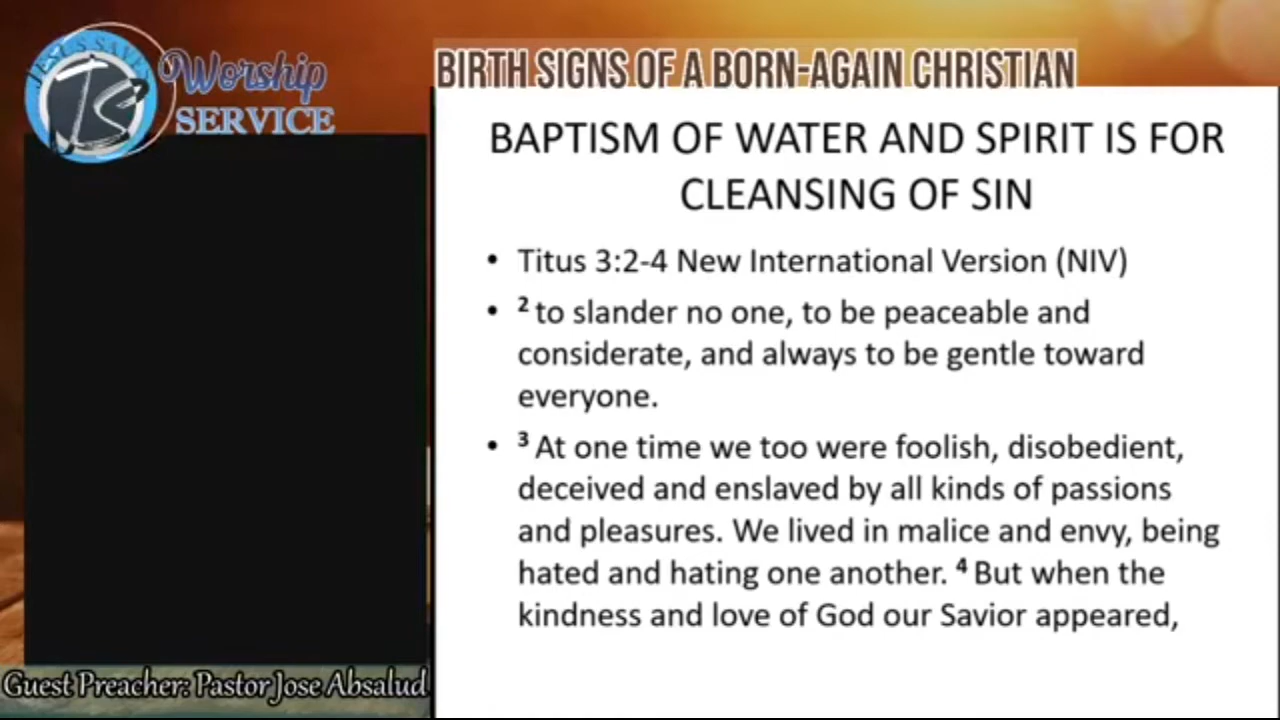 JESUS SAVES
JS
Worship
SERVICE
BIRTH SIGNS OF A BORN-AGAIN CHRISTIAN
BAPTISM OF WATER AND SPIRIT IS FOR
CLEANSING OF SIN
• Titus 3:2-4 New International Version (NIV)
• 2 to slander no one, to be peaceable and
considerate, and always to be gentle toward
everyone.
• 3 At one time we too were foolish, disobedient,
deceived and enslaved by all kinds of passions
and pleasures. We lived in malice and envy, being
hated and hating one another. 4 But when the
kindness and love of God our Savior appeared,
Guest Preacher: Pastor Jose Absalud